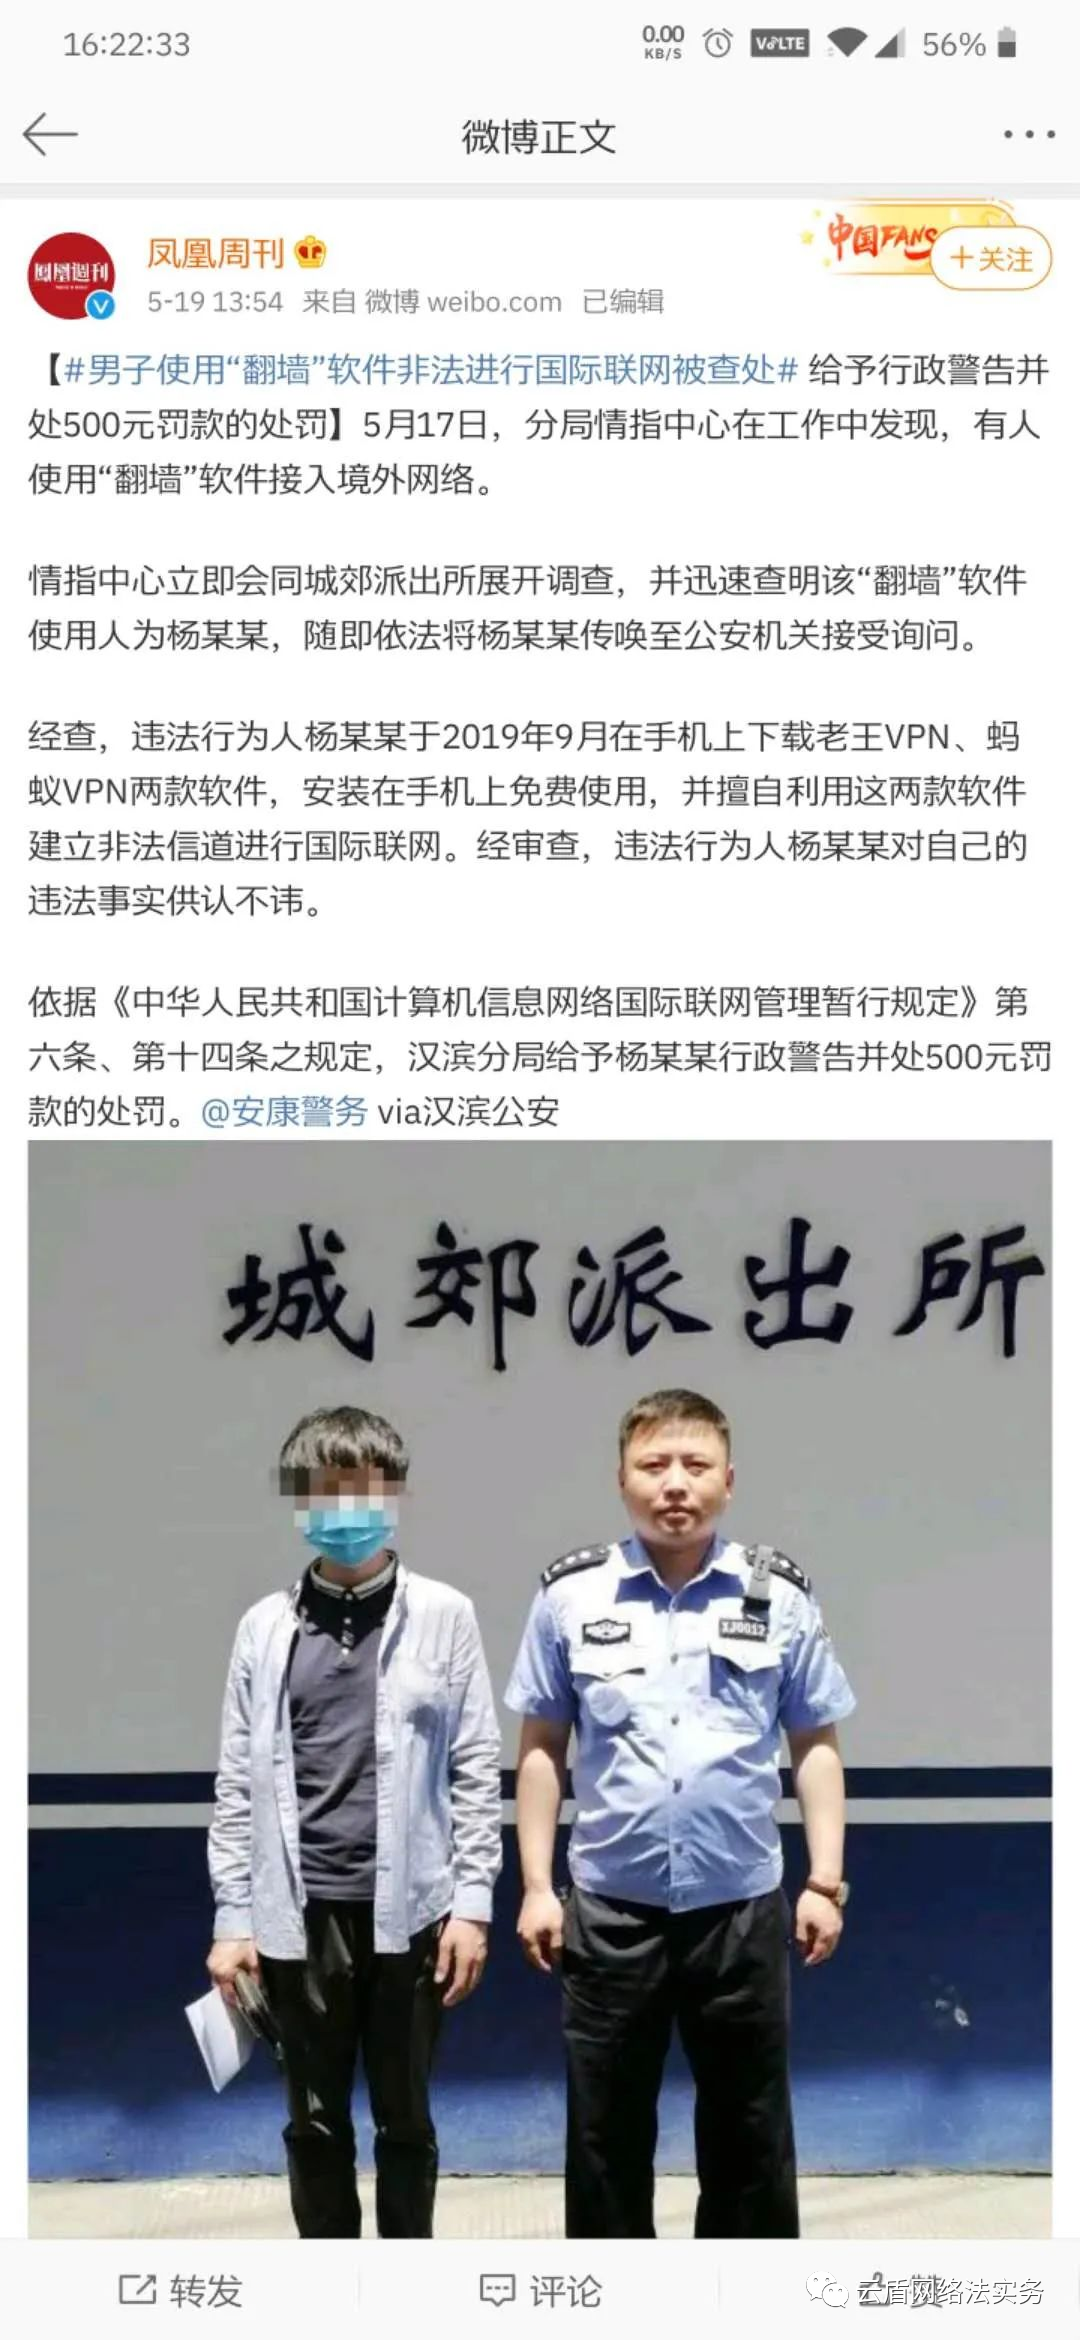 16:22:33
0.00
KB/S
VoLTE
56%
微博正文
鳳凰週刊
凤凰周刊
中国FANS
+关注
5-19 13:54 来自 微博 weibo.com 已编辑
【#男子使用“翻墙”软件非法进行国际联网被查处# 给予行政警告并
处500元罚款的处罚】5月17日，分局情指中心在工作中发现，有人
使用“翻墙”软件接入境外网络。
情指中心立即会同城郊派出所展开调查，并迅速查明该“翻墙”软件
使用人为杨某某，随即依法将杨某某传唤至公安机关接受询问。
经查，违法行为人杨某某于2019年9月在手机上下载老王VPN、蚂
蚁VPN两款软件，安装在手机上免费使用，并擅自利用这两款软件
建立非法信道进行国际联网。经审查，违法行为人杨某某对自己的
违法事实供认不讳。
依据《中华人民共和国计算机信息网络国际联网管理暂行规定》第
六条、第十四条之规定，汉滨分局给予杨某某行政警告并处500元罚
款的处罚。@安康警务 via汉滨公安
城郊派出所
转发
评论
赞
云盾网络法实务